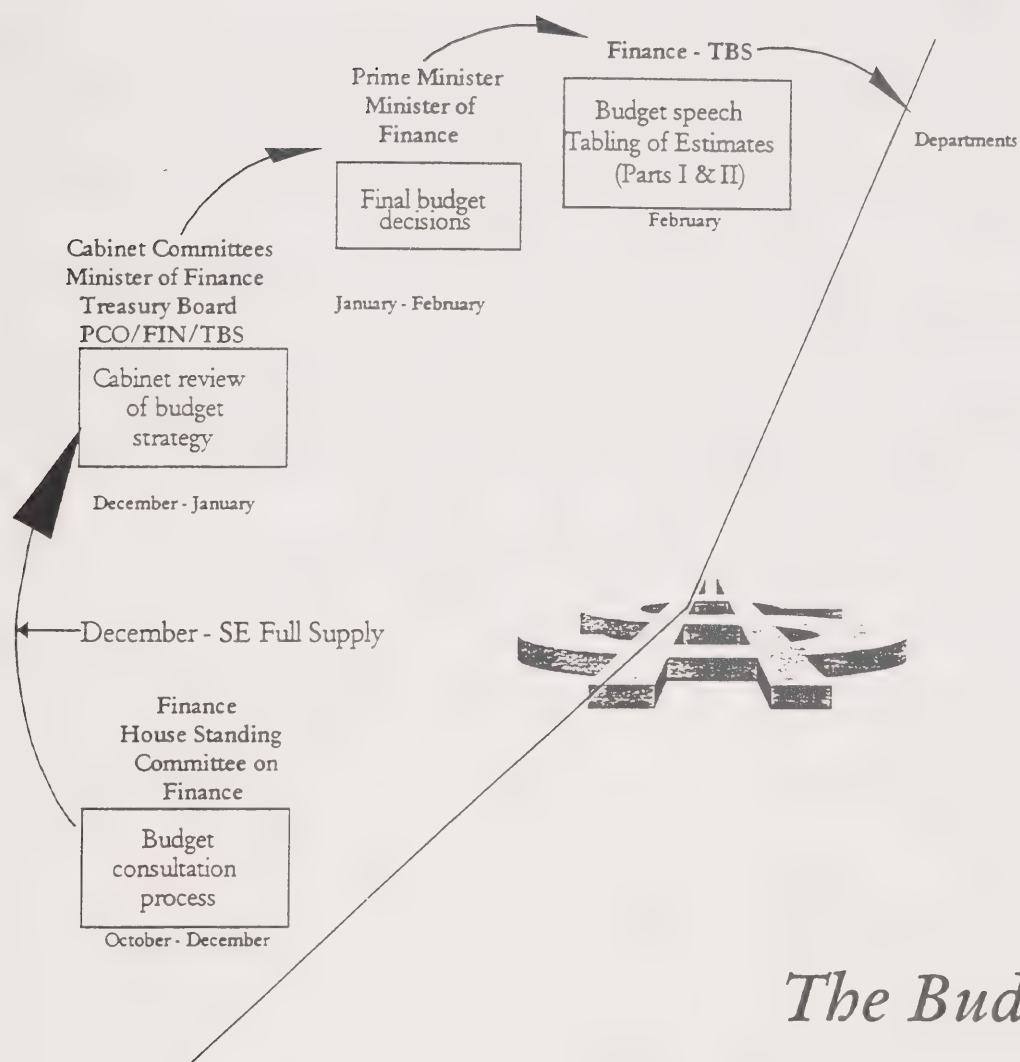 Finance - TBS
Budget speech
Tabling of Estimates
(Parts I & II)
February
Departments
Prime Minister
Minister of
Finance
Final budget
decisions
January - February
Cabinet Committees
Minister of Finance
Treasury Board
PCO/FIN/TBS
Cabinet review
of budget
strategy
December - January
December - SE Full Supply
Finance
House Standing
Committee on
Finance
Budget
consultation
process
October - December
The Bud